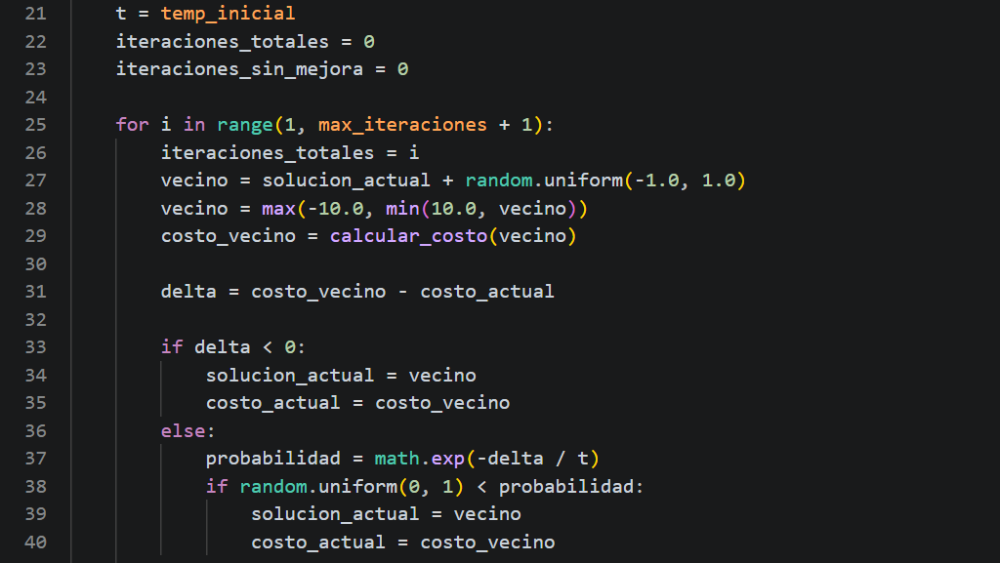 21 t = temp_inicial
22 iteraciones_totales = 0
23 iteraciones_sin_mejora = 0
24
25 for i in range(1, max_iteraciones + 1):
26 iteraciones_totales = i
27 vecino = solucion_actual + random.uniform(-1.0, 1.0)
28 vecino = max(-10.0, min(10.0, vecino))
29 costo_vecino = calcular_costo(vecino)
30
31 delta = costo_vecino - costo_actual
32
33 if delta < 0:
34 solucion_actual = vecino
35 costo_actual = costo_vecino
36 else:
37 probabilidad = math.exp(-delta / t)
38 if random.uniform(0, 1) < probabilidad:
39 solucion_actual = vecino
40 costo_actual = costo_vecino